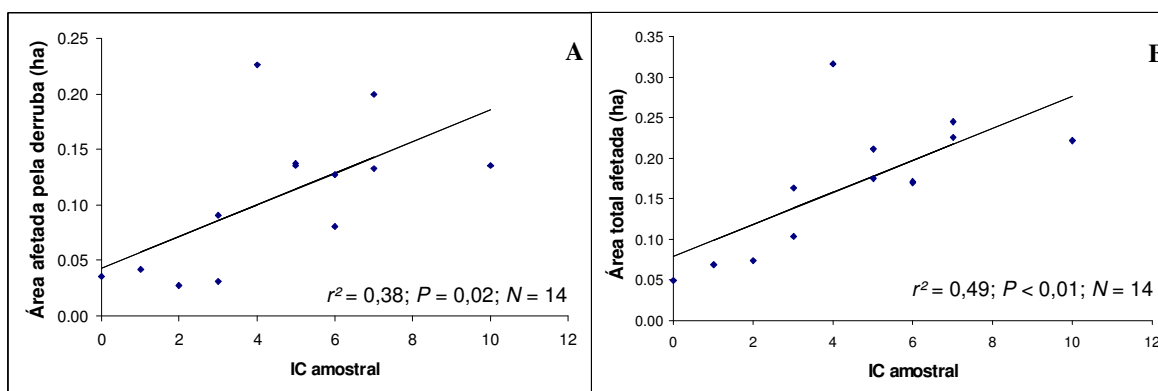 A
Área afetada pela derruba (ha)
0.25
0.20
0.15
0.10
0.05
0.00
r² = 0,38; P = 0,02; N = 14
0 2 4 6 8 10 12
IC amostral
Área total afetada (ha)
0.35
0.30
0.25
0.20
0.15
0.10
0.05
0.00
r² = 0,49; P < 0,01; N = 14
0 2 4 6 8 10 12
IC amostral